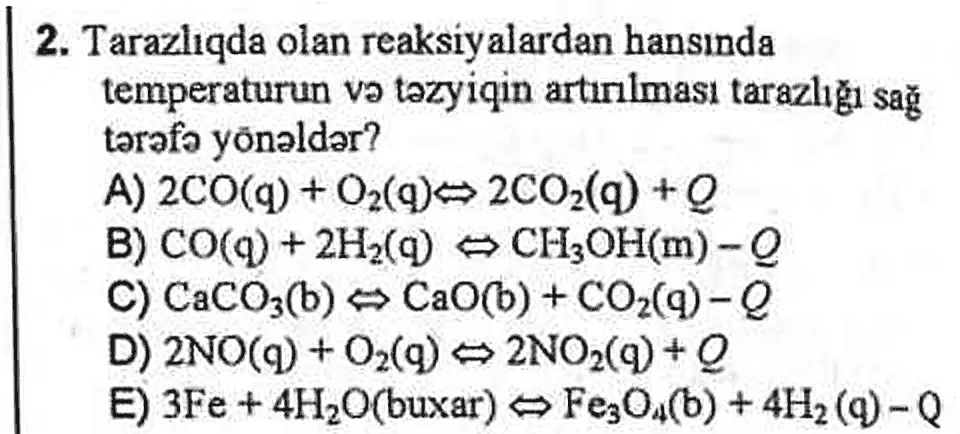 2. Tarazlıqda olan reaksiyalardan hansında
temperaturun və təzyiqin artırılması tarazlığı sağ
tərəfə yönəldər?
A) 2CO(q) + O₂(q)⇔ 2CO₂(q) + Q
B) CO(q) + 2H₂(q) ⇔ CH₃OH(m) – Q
C) CaCO₃(b) ⇔ CaO(b) + CO₂(q) – Q
D) 2NO(q) + O₂(q) ⇔ 2NO₂(q) + Q
E) 3Fe + 4H₂O(buxar) ⇔ Fe₃O₄(b) + 4H₂ (q) – Q